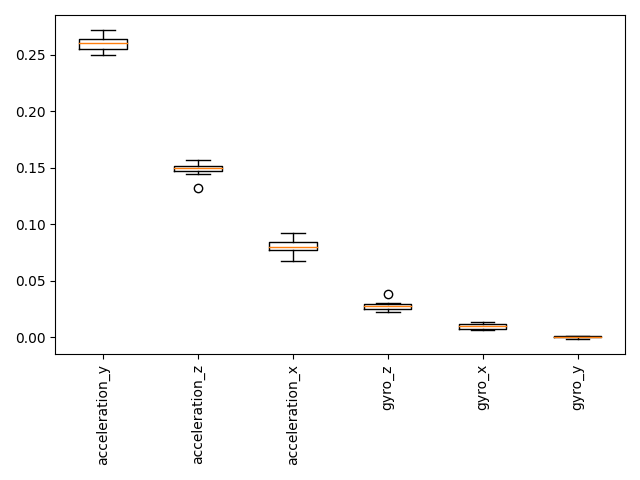 0.25
0.20
0.15
0.10
0.05
0.00
acceleration_y
acceleration_z
acceleration_x
gyro_z
gyro_x
gyro_y